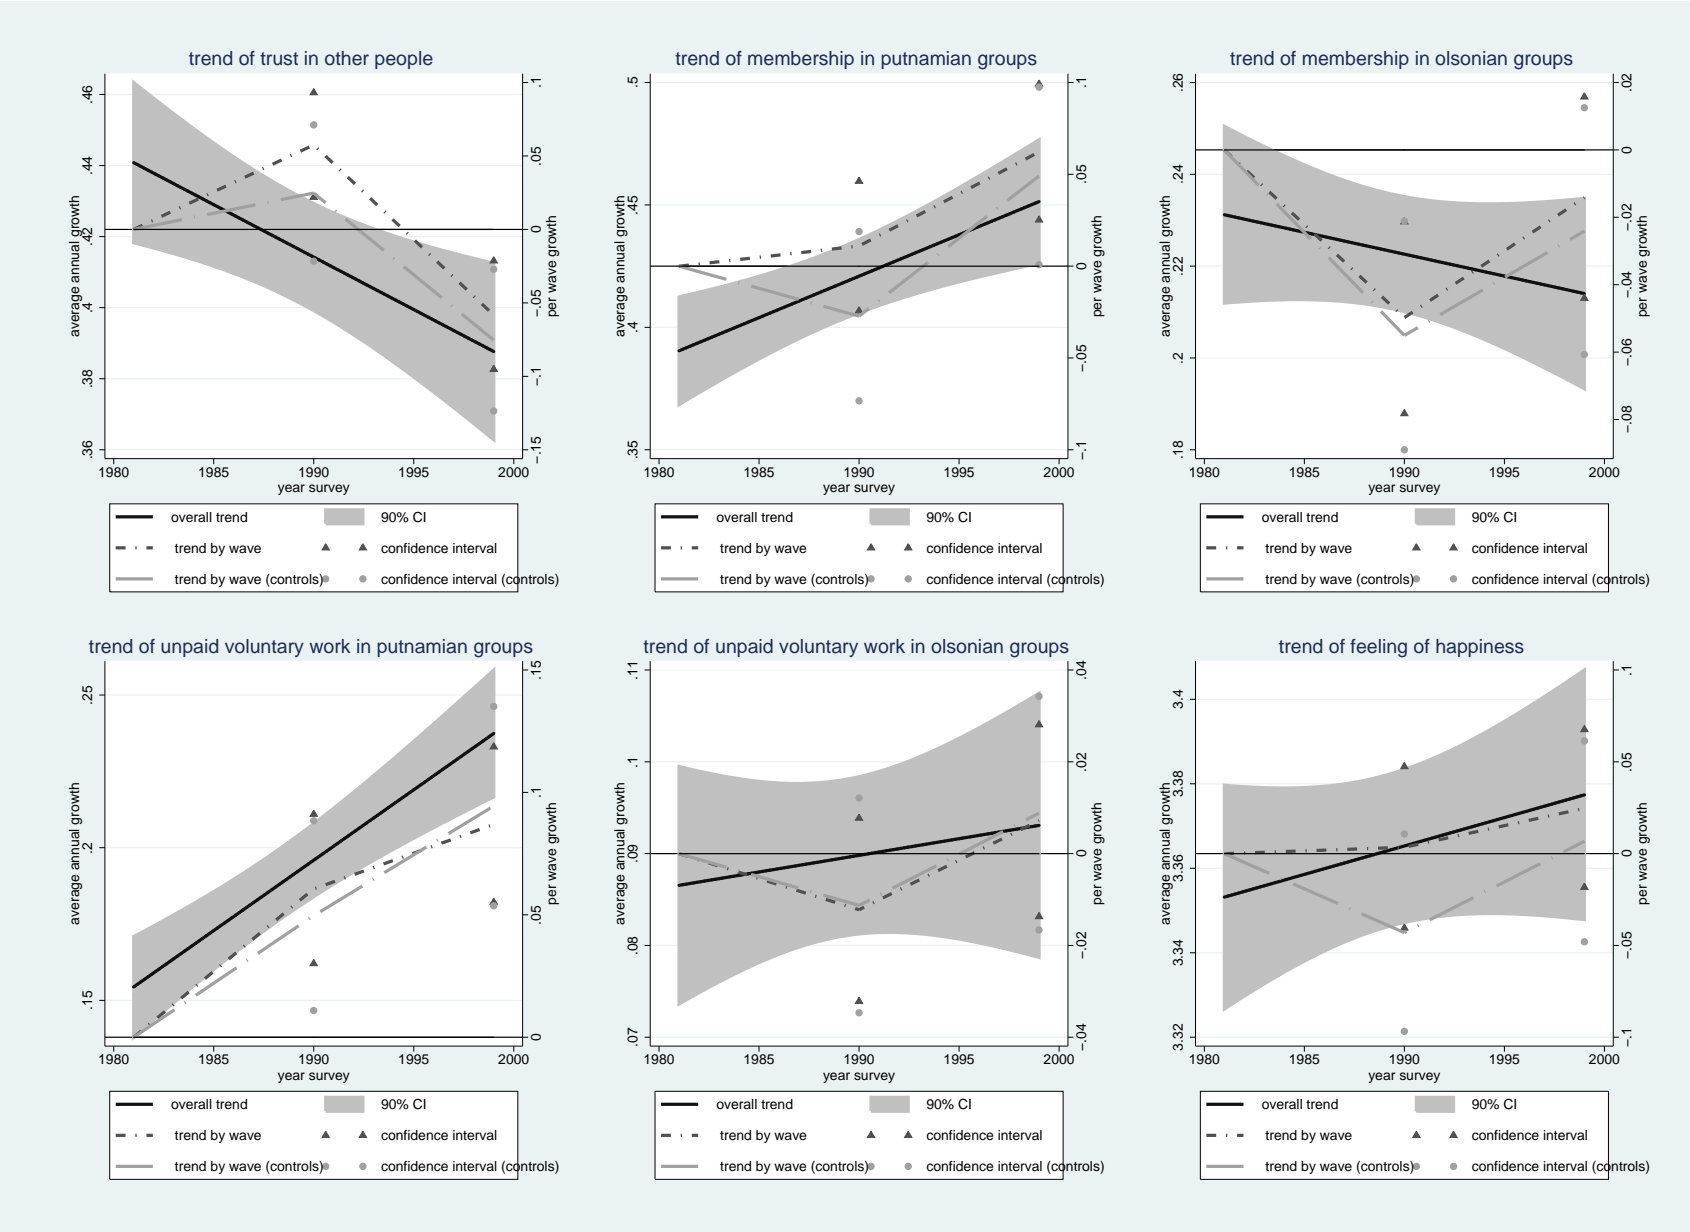 trend of trust in other people
.36
.38
.4
.42
.44
.46
average annual growth
−.15
−.1
−.05
0
.05
.1
per wave growth
1980
1985
1990
1995
2000
year survey
overall trend
90% CI
trend by wave
confidence interval
trend by wave (controls)
confidence interval (controls)
trend of membership in putnamian groups
.35
.4
.45
.5
average annual growth
−.1
−.05
0
.05
.1
per wave growth
1980
1985
1990
1995
2000
year survey
overall trend
90% CI
trend by wave
confidence interval
trend by wave (controls)
confidence interval (controls)
trend of membership in olsonian groups
.18
.2
.22
.24
.26
average annual growth
−.08
−.06
−.04
−.02
0
.02
per wave growth
1980
1985
1990
1995
2000
year survey
overall trend
90% CI
trend by wave
confidence interval
trend by wave (controls)
confidence interval (controls)
trend of unpaid voluntary work in putnamian groups
.15
.2
.25
average annual growth
0
.05
.1
.15
per wave growth
1980
1985
1990
1995
2000
year survey
overall trend
90% CI
trend by wave
confidence interval
trend by wave (controls)
confidence interval (controls)
trend of unpaid voluntary work in olsonian groups
.07
.08
.09
.1
.11
average annual growth
−.04
−.02
0
.02
.04
per wave growth
1980
1985
1990
1995
2000
year survey
overall trend
90% CI
trend by wave
confidence interval
trend by wave (controls)
confidence interval (controls)
trend of feeling of happiness
3.32
3.34
3.36
3.38
3.4
average annual growth
−.1
−.05
0
.05
.1
per wave growth
1980
1985
1990
1995
2000
year survey
overall trend
90% CI
trend by wave
confidence interval
trend by wave (controls)
confidence interval (controls)